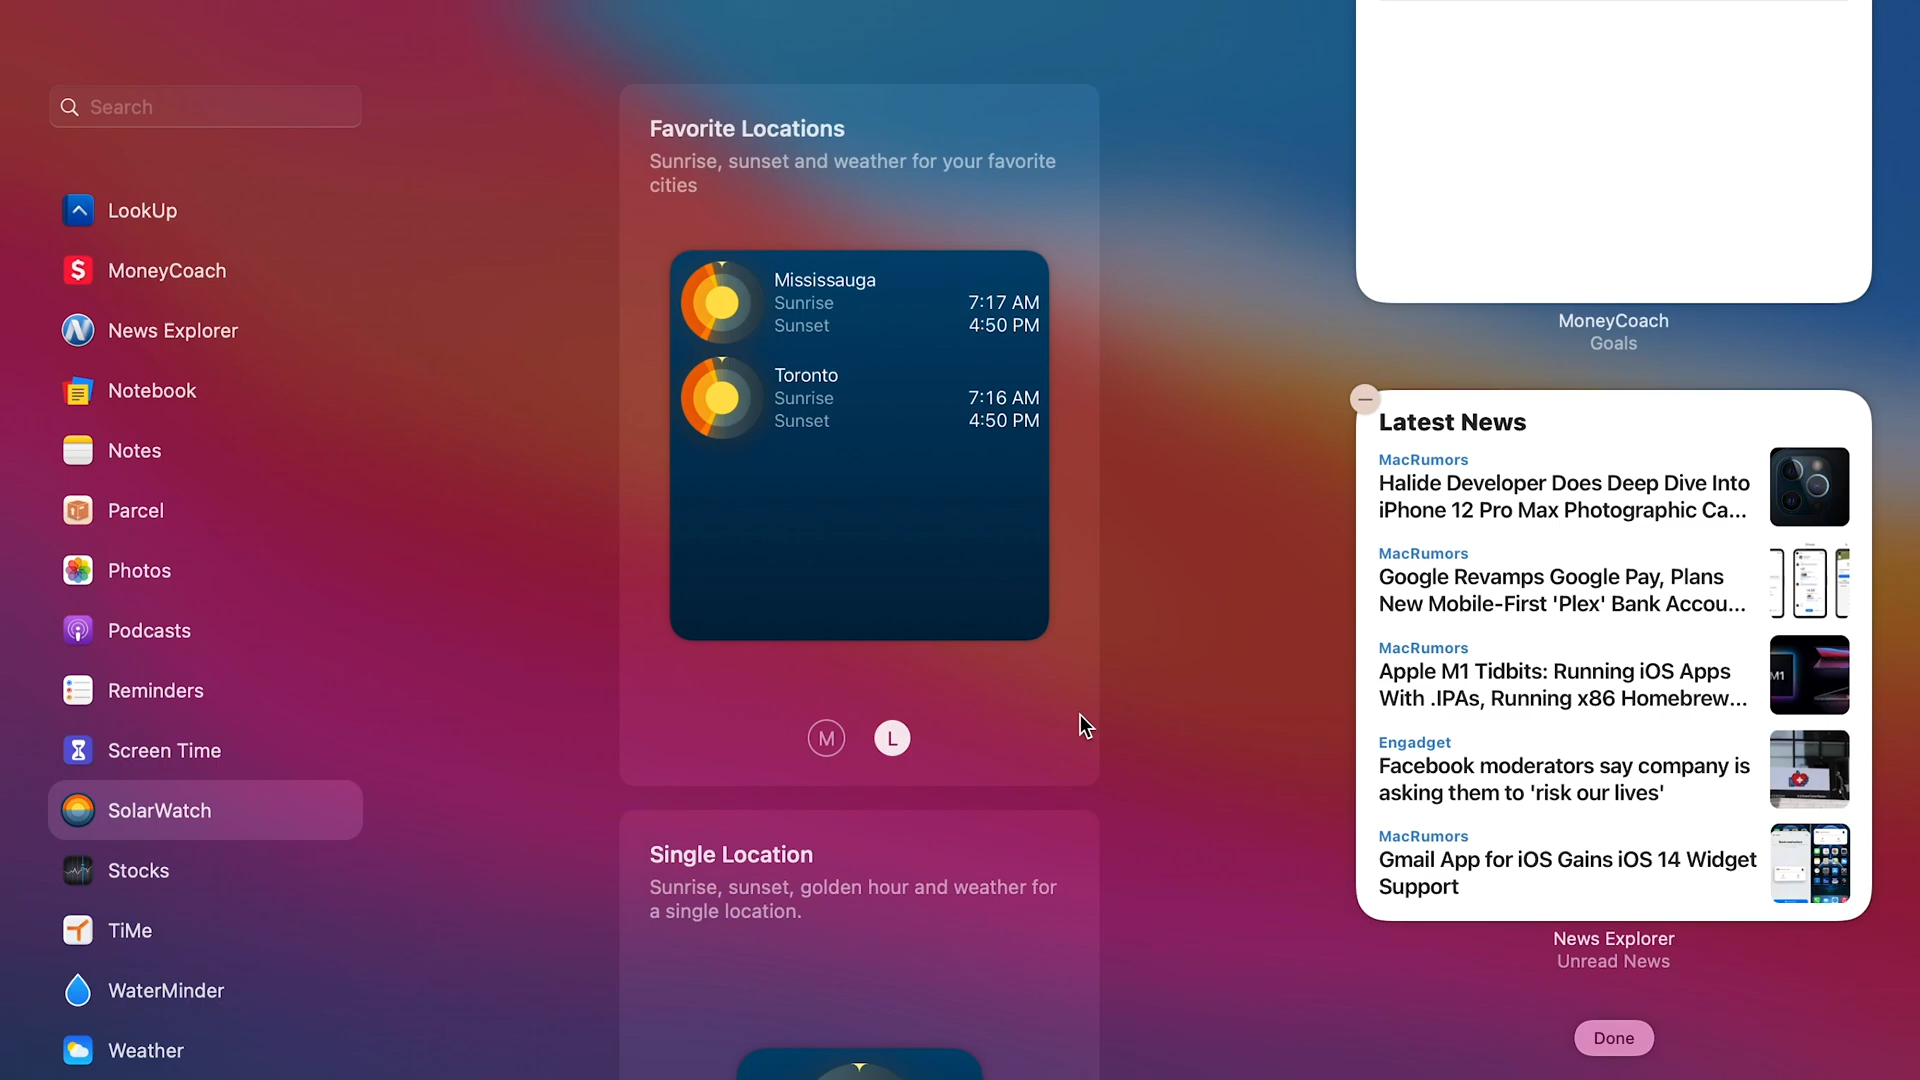 Search
LookUp
MoneyCoach
News Explorer
Notebook
Notes
Parcel
Photos
Podcasts
Reminders
Screen Time
SolarWatch
Stocks
TiMe
WaterMinder
Weather
Favorite Locations
Sunrise, sunset and weather for your favorite
cities
Mississauga
Sunrise 7:17 AM
Sunset 4:50 PM
Toronto
Sunrise 7:16 AM
Sunset 4:50 PM
M L
Single Location
Sunrise, sunset, golden hour and weather for
a single location.
MoneyCoach
Goals
Latest News
MacRumors
Halide Developer Does Deep Dive Into
iPhone 12 Pro Max Photographic Ca...
MacRumors
Google Revamps Google Pay, Plans
New Mobile-First 'Plex' Bank Accou...
MacRumors
Apple M1 Tidbits: Running iOS Apps
With .IPAs, Running x86 Homebrew...
M1
Engadget
Facebook moderators say company is
asking them to 'risk our lives'
MacRumors
Gmail App for iOS Gains iOS 14 Widget
Support
News Explorer
Unread News
Done